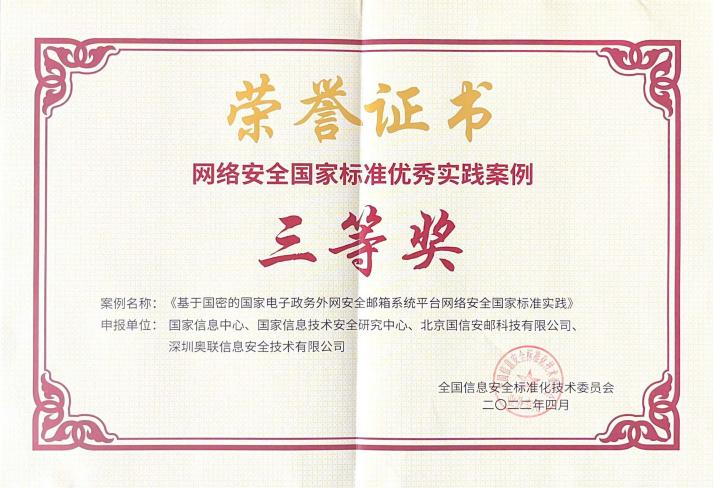 荣誉证书
网络安全国家标准优秀实践案例
三等奖
案例名称：《基于国密的国家电子政务外网安全邮箱系统平台网络安全国家标准实践》
申报单位：国家信息中心、国家信息技术安全研究中心、北京国信安邮科技有限公司、
深圳奥联信息安全技术有限公司
全国信息安全标准化技术委员会
二〇二二年四月